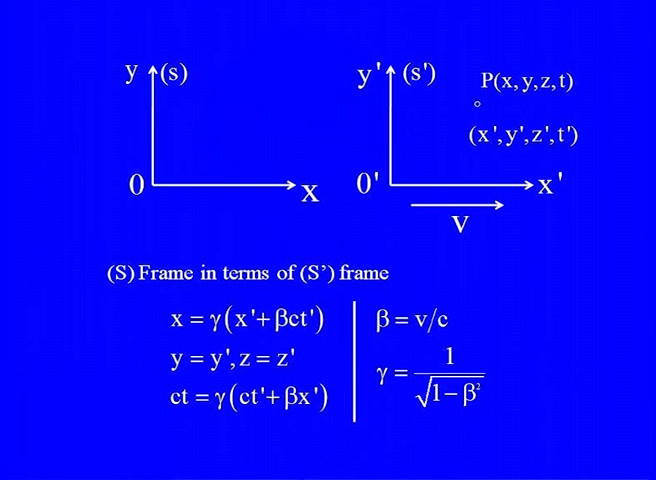 y (s)
y' (s')
P(x,y,z,t)
(x',y',z',t')
0 x
0' x'
v
(S) Frame in terms of (S’) frame
x = γ(x'+βct')
β = v/c
y = y', z = z'
γ = 1/√(1−β²)
ct = γ(ct'+βx')